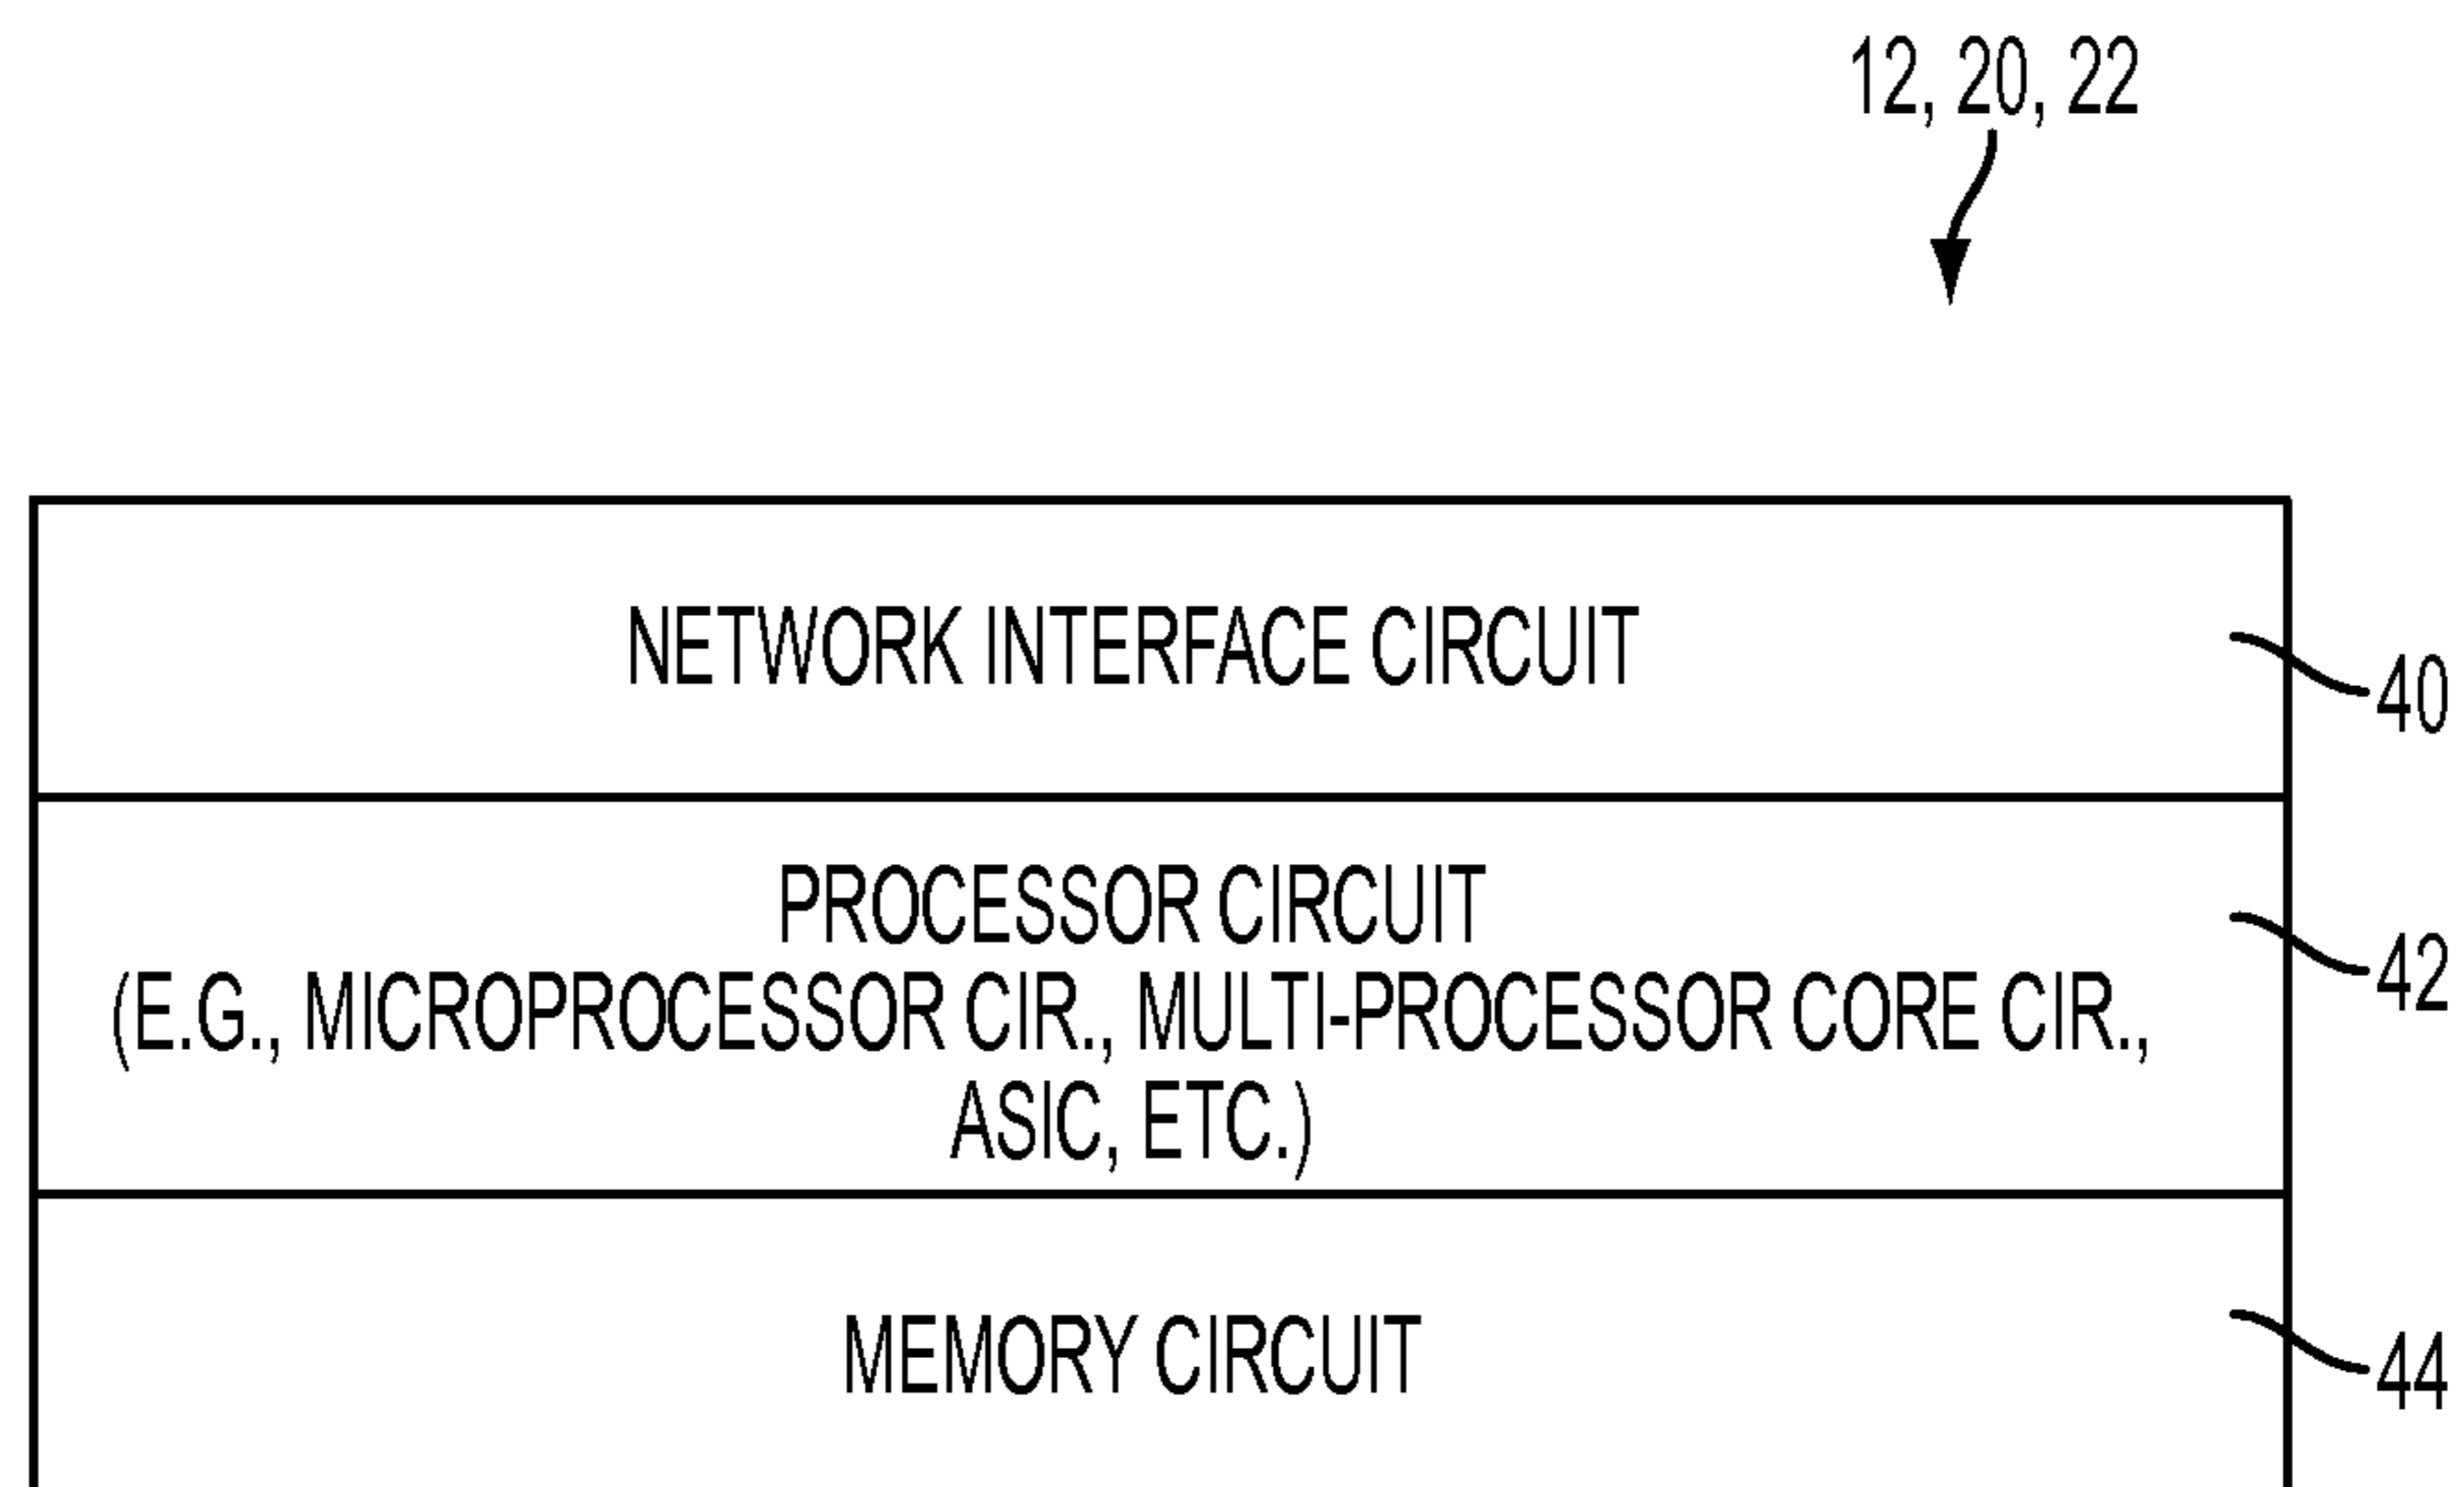 12, 20, 22
NETWORK INTERFACE CIRCUIT
40
PROCESSOR CIRCUIT
(E.G., MICROPROCESSOR CIR., MULTI-PROCESSOR CORE CIR.,
ASIC, ETC.)
42
MEMORY CIRCUIT
44